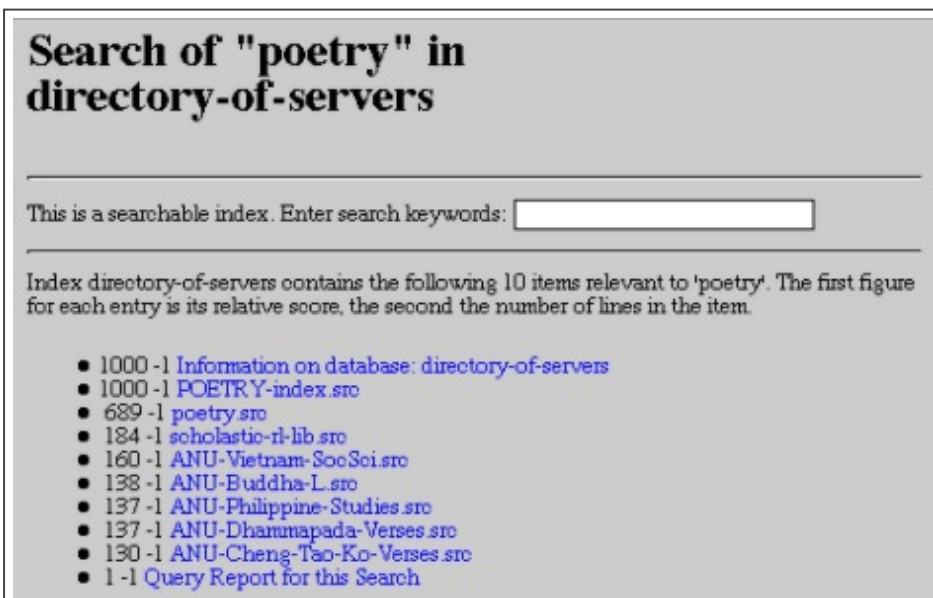 Search of "poetry" in
directory-of-servers
This is a searchable index. Enter search keywords:
Index directory-of-servers contains the following 10 items relevant to 'poetry'. The first figure
for each entry is its relative score, the second the number of lines in the item.
1000 -1 Information on database: directory-of-servers
1000 -1 POETRY-index.src
689 -1 poetry.src
184 -1 scholastic-rl-lib.src
160 -1 ANU-Vietnam-SocSci.src
138 -1 ANU-Buddha-L.src
137 -1 ANU-Philippine-Studies.src
137 -1 ANU-Dhammapada-Verses.src
130 -1 ANU-Cheng-Tao-Ko-Verses.src
1 -1 Query Report for this Search